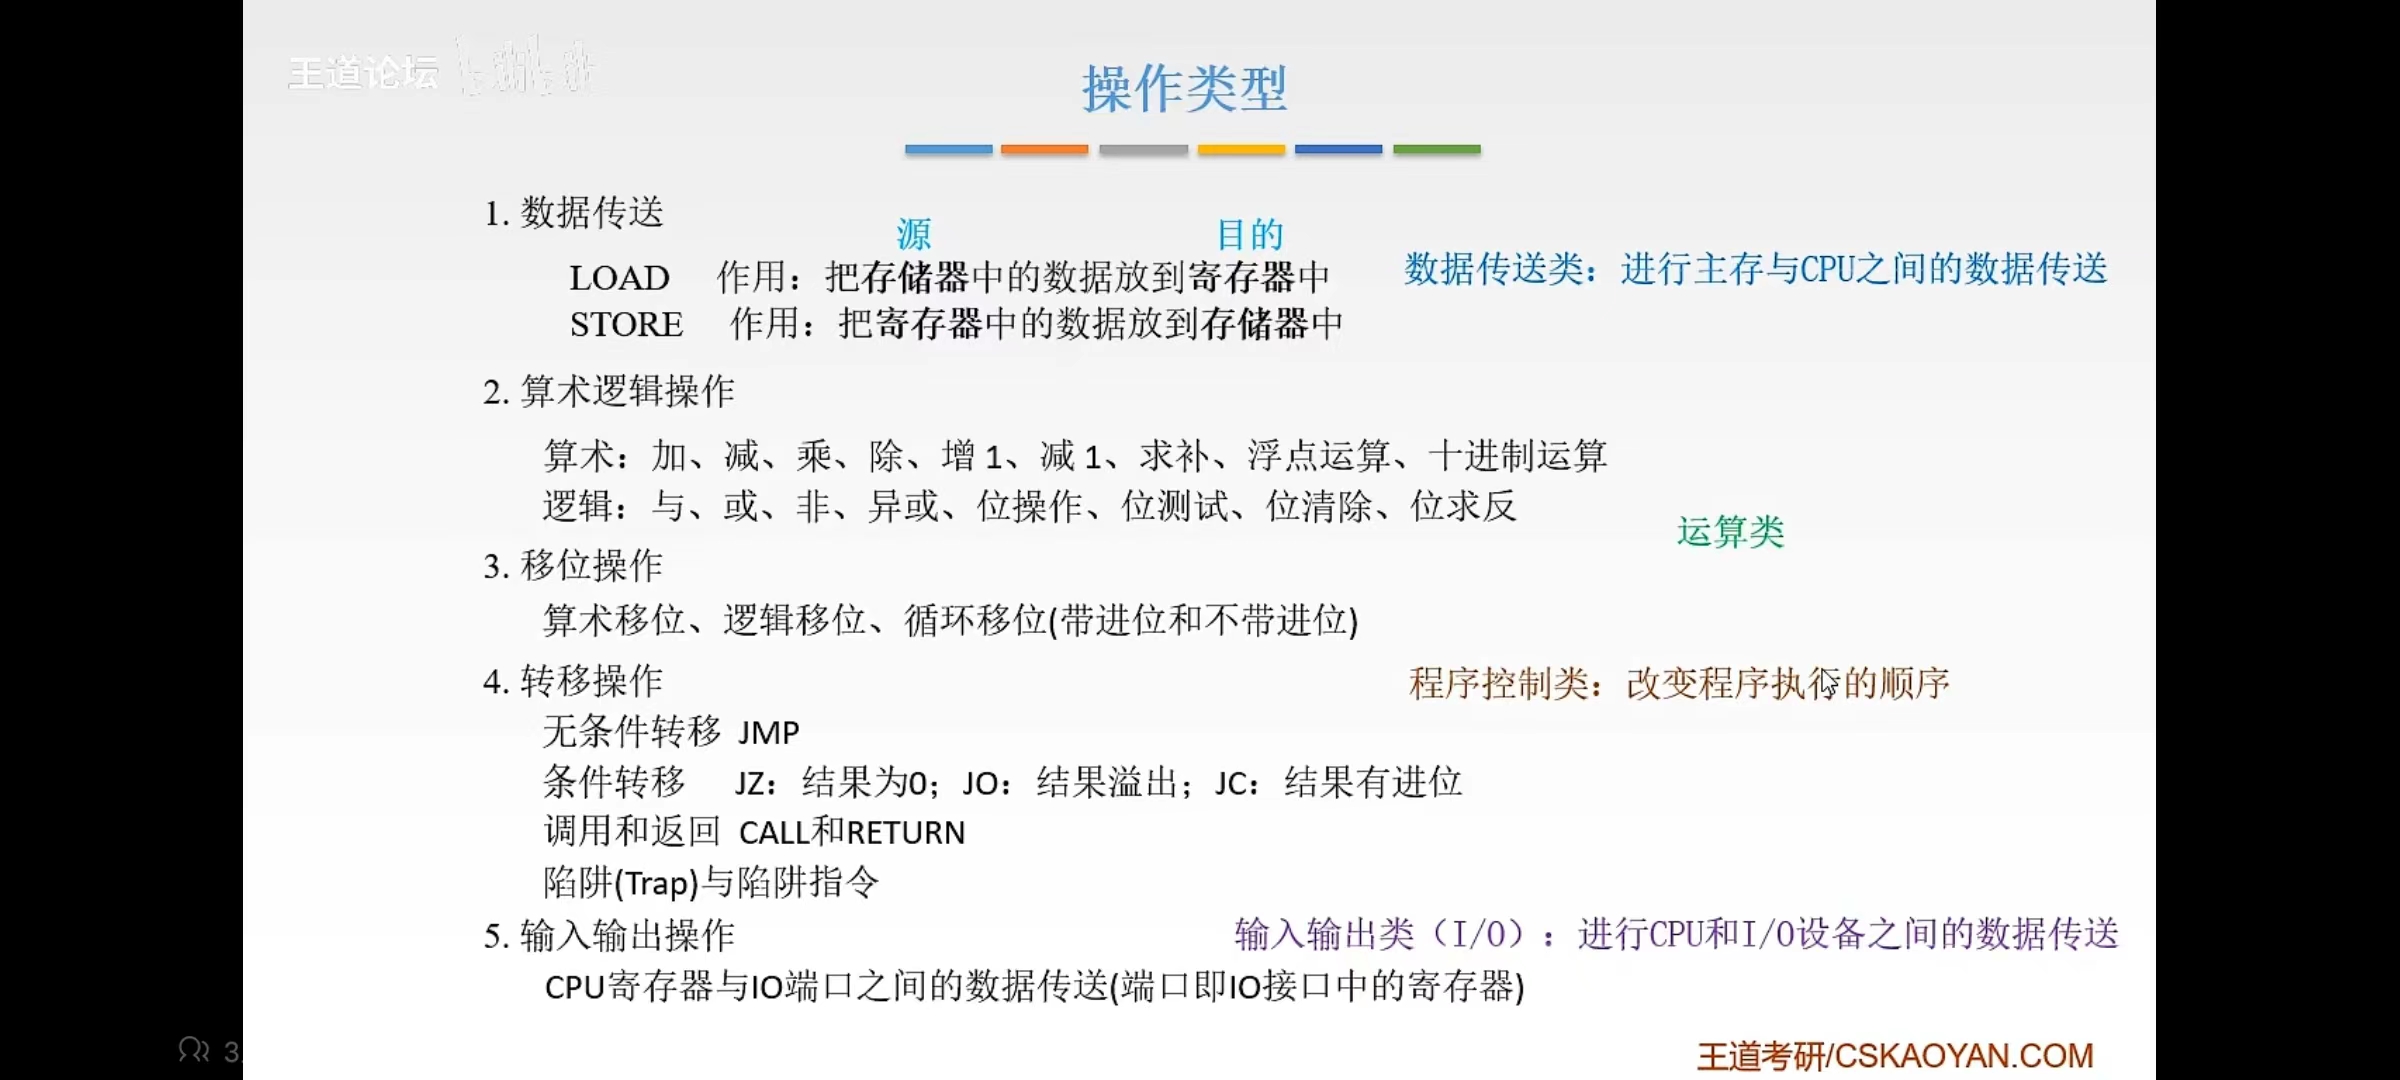 王道论坛
操作类型
1. 数据传送
源 目的
LOAD 作用：把存储器中的数据放到寄存器中
数据传送类：进行主存与CPU之间的数据传送
STORE 作用：把寄存器中的数据放到存储器中
2. 算术逻辑操作
算术：加、减、乘、除、增 1、减 1、求补、浮点运算、十进制运算
逻辑：与、或、非、异或、位操作、位测试、位清除、位求反
运算类
3. 移位操作
算术移位、逻辑移位、循环移位(带进位和不带进位)
4. 转移操作
程序控制类：改变程序执行的顺序
无条件转移 JMP
条件转移 JZ：结果为0；JO：结果溢出；JC：结果有进位
调用和返回 CALL和RETURN
陷阱(Trap)与陷阱指令
5. 输入输出操作
输入输出类（I/O）：进行CPU和I/O设备之间的数据传送
CPU寄存器与IO端口之间的数据传送(端口即IO接口中的寄存器)
3
王道考研/CSKAOYAN.COM